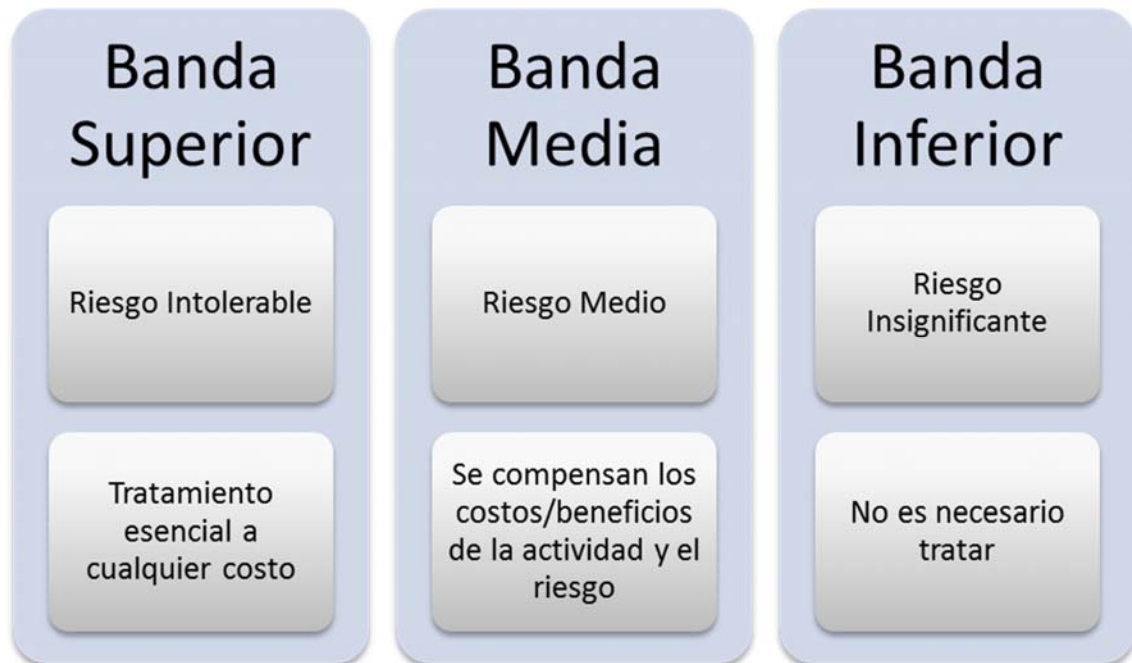 Banda
Superior
Riesgo Intolerable
Tratamiento
esencial a
cualquier costo
Banda
Media
Riesgo Medio
Se compensan los
costos/beneficios
de la actividad y el
riesgo
Banda
Inferior
Riesgo
Insignificante
No es necesario
tratar